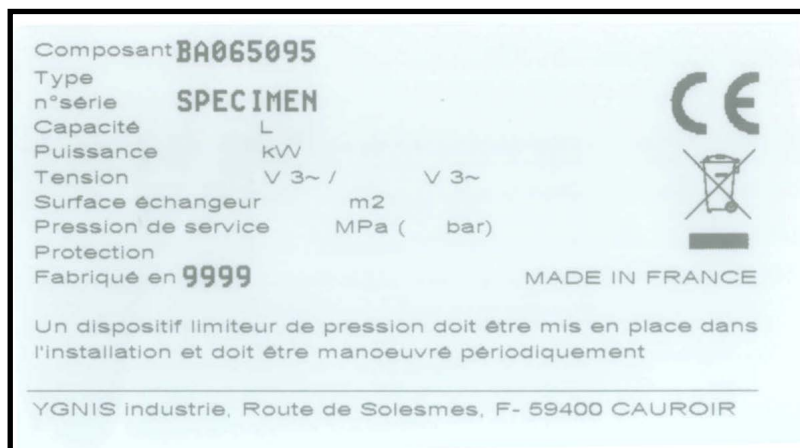 Composant BA065095
Type
n°série SPECIMEN
Capacité L
Puissance kW
Tension V 3~ / V 3~
Surface échangeur m2
Pression de service MPa ( bar)
Protection
Fabriqué en 9999 MADE IN FRANCE
CE
Un dispositif limiteur de pression doit être mis en place dans
l'installation et doit être manoeuvré périodiquement
YGNIS industrie, Route de Solesmes, F- 59400 CAUROIR